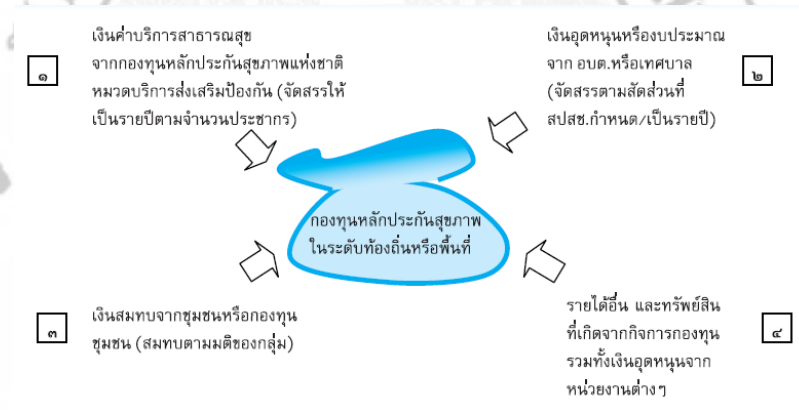 ๑
เงินค่าบริการสาธารณสุข
จากกองทุนหลักประกันสุขภาพแห่งชาติ
หมวดบริการส่งเสริมป้องกัน (จัดสรรให้
เป็นรายปีตามจำนวนประชากร)
เงินอุดหนุนหรืองบประมาณ
จาก อบต.หรือเทศบาล
(จัดสรรตามสัดส่วนที่
สปสช.กำหนด/เป็นรายปี)
๒
กองทุนหลักประกันสุขภาพ
ในระดับท้องถิ่นหรือพื้นที่
๓
เงินสมทบจากชุมชนหรือกองทุน
ชุมชน (สมทบตามมติของกลุ่ม)
รายได้อื่น และทรัพย์สิน
ที่เกิดจากกิจการกองทุน
รวมทั้งเงินอุดหนุนจาก
หน่วยงานต่างๆ
๔